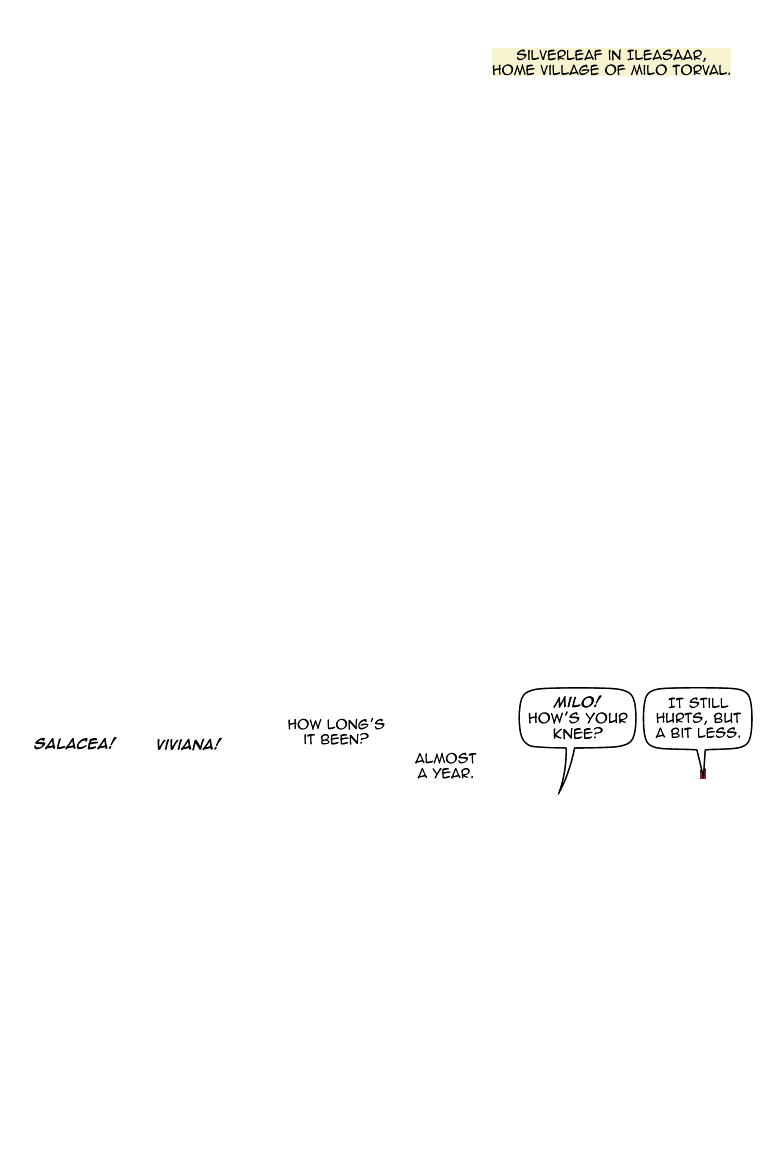 SILVERLEAF IN ILEASAAR,
HOME VILLAGE OF MILO TORVAL.
SALACEA!
VIVIANA!
HOW LONG'S
IT BEEN?
ALMOST
A YEAR.
MILO!
HOW'S YOUR
KNEE?
IT STILL
HURTS, BUT
A BIT LESS.